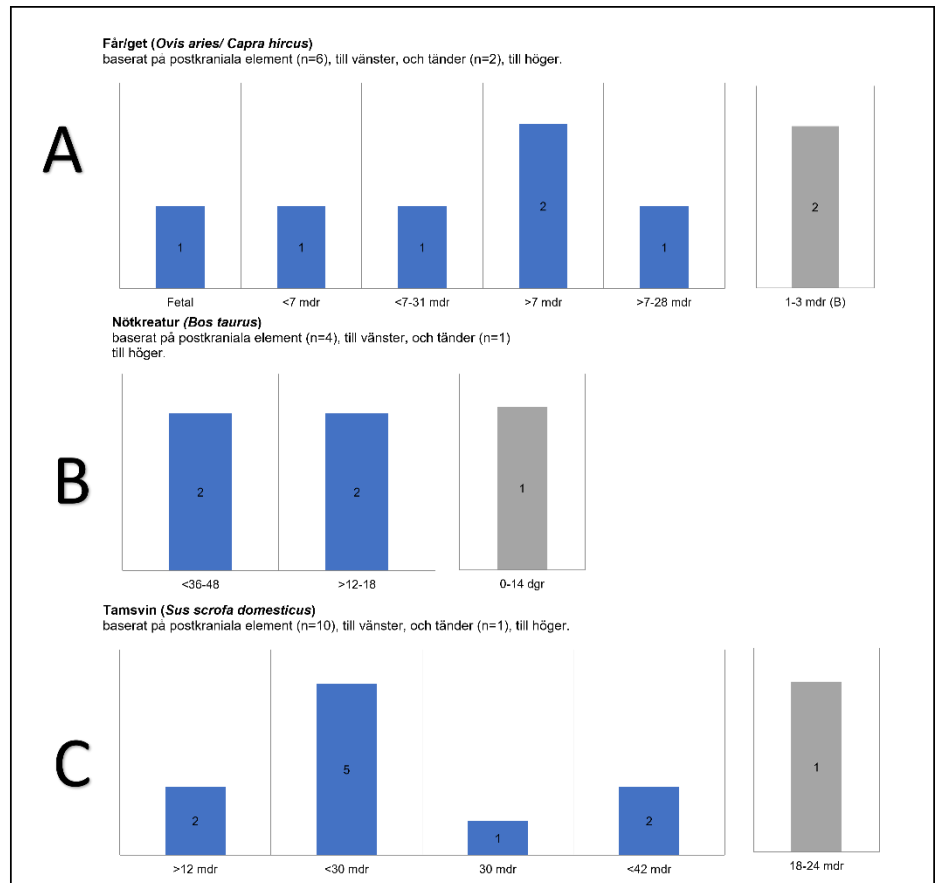 Får/get (Ovis aries/ Capra hircus)
baserat på postkraniala element (n=6), till vänster, och tänder (n=2), till höger.
A
1
1
1
2
1
2
Fetal
<7 mdr
<7-31 mdr
>7 mdr
>7-28 mdr
1-3 mdr (B)
Nötkreatur (Bos taurus)
baserat på postkraniala element (n=4), till vänster, och tänder (n=1)
till höger.
B
2
2
1
<36-48
>12-18
0-14 dgr
Tamsvin (Sus scrofa domesticus)
baserat på postkraniala element (n=10), till vänster, och tänder (n=1), till höger.
C
2
5
1
2
1
>12 mdr
<30 mdr
30 mdr
<42 mdr
18-24 mdr